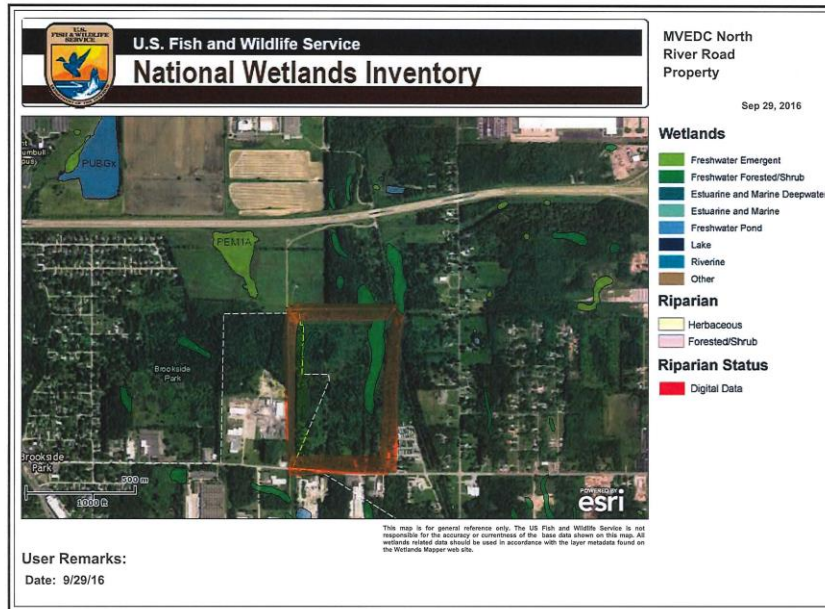 U.S.
FISH & WILDLIFE
SERVICE
U.S. Fish and Wildlife Service
National Wetlands Inventory
MVEDC North
River Road
Property
Sep 29, 2016
Wetlands
Freshwater Emergent
Freshwater Forested/Shrub
Estuarine and Marine Deepwater
Estuarine and Marine
Freshwater Pond
Lake
Riverine
Other
Riparian
Herbaceous
Forested/Shrub
Riparian Status
Digital Data
PUBGx
PEM1A
Brookside
Park
Brookside
Park
500 m
1000 ft
POWERED BY
esri
This map is for general reference only. The US Fish and Wildlife Service is not
responsible for the accuracy or currentness of the base data shown on this map. All
wetlands related data should be used in accordance with the layer metadata found on
the Wetlands Mapper web site.
User Remarks:
Date: 9/29/16